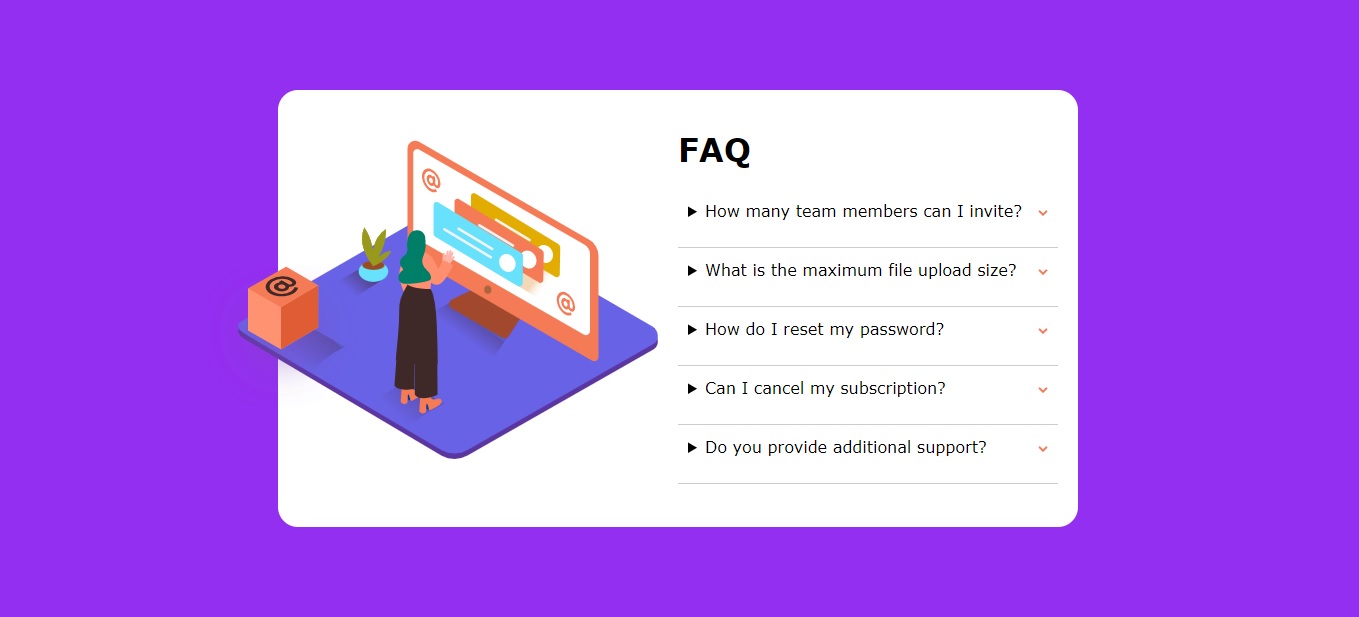 @
@
@
FAQ
How many team members can I invite?
What is the maximum file upload size?
How do I reset my password?
Can I cancel my subscription?
Do you provide additional support?